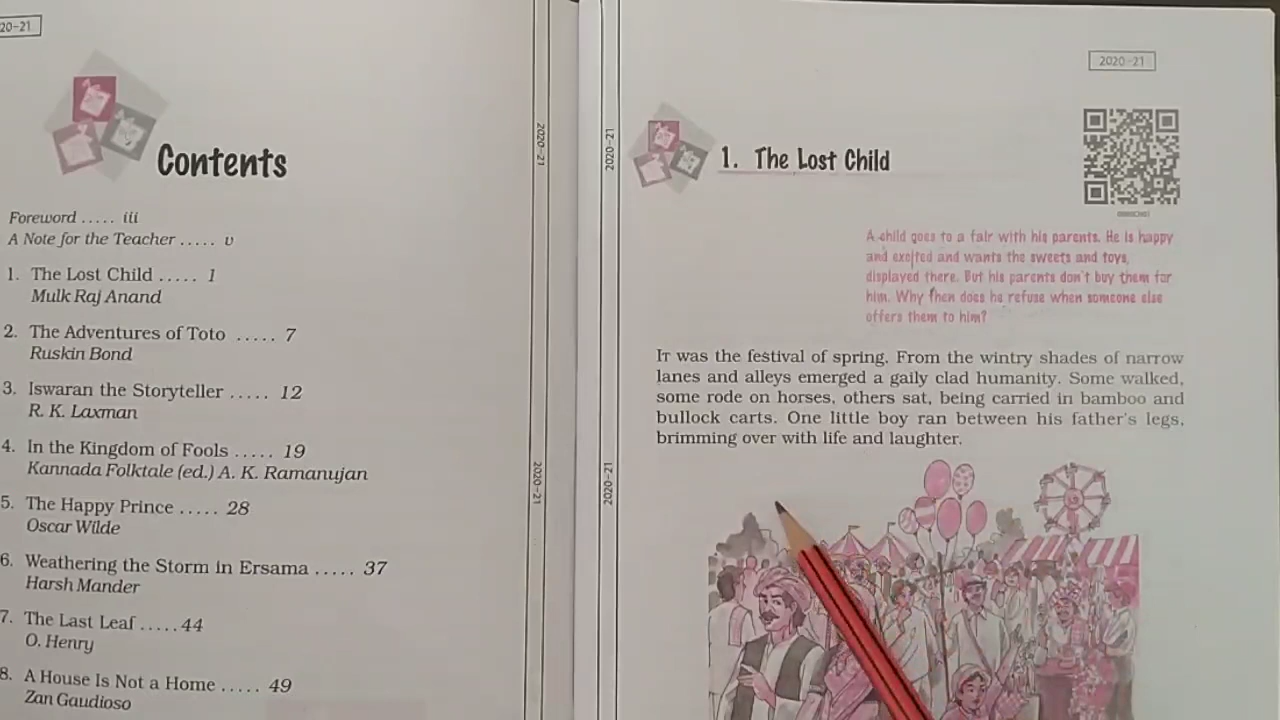 20-21
Contents
Foreword ..... iii
A Note for the Teacher ..... v
1. The Lost Child ..... 1
Mulk Raj Anand
2. The Adventures of Toto ..... 7
Ruskin Bond
3. Iswaran the Storyteller ..... 12
R. K. Laxman
4. In the Kingdom of Fools ..... 19
Kannada Folktale (ed.) A. K. Ramanujan
5. The Happy Prince ..... 28
Oscar Wilde
6. Weathering the Storm in Ersama ..... 37
Harsh Mander
7. The Last Leaf ..... 44
O. Henry
8. A House Is Not a Home ..... 49
Zan Gaudioso
2020-21
2020-21
2020-21
2020-21
2020-21
1. The Lost Child
A child goes to a fair with his parents. He is happy
and excited and wants the sweets and toys
displayed there. But his parents don't buy them for
him. Why then does he refuse when someone else
offers them to him?
IT was the festival of spring. From the wintry shades of narrow
lanes and alleys emerged a gaily clad humanity. Some walked,
some rode on horses, others sat, being carried in bamboo and
bullock carts. One little boy ran between his father's legs,
brimming over with life and laughter.